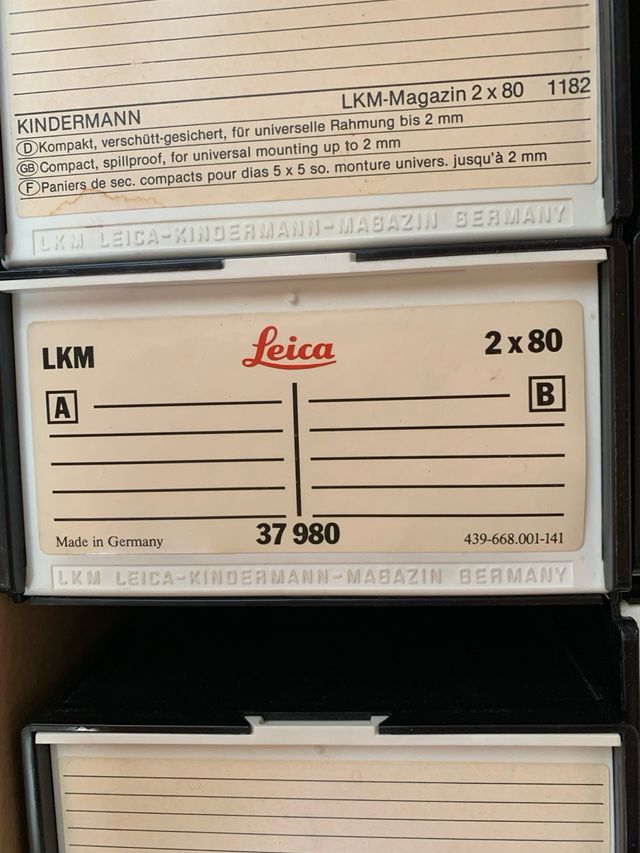 LKM-Magazin 2 x 80 1182
KINDERMANN
D Kompakt, verschütt-gesichert, für universelle Rahmung bis 2 mm
GB Compact, spillproof, for universal mounting up to 2 mm
F Paniers de sec. compacts pour dias 5 x 5 so. monture univers. jusqu'à 2 mm
LKM LEICA-KINDERMANN-MAGAZIN GERMANY
LKM Leica 2 x 80
A B
Made in Germany 37 980 439-668.001-141
LKM LEICA-KINDERMANN-MAGAZIN GERMANY